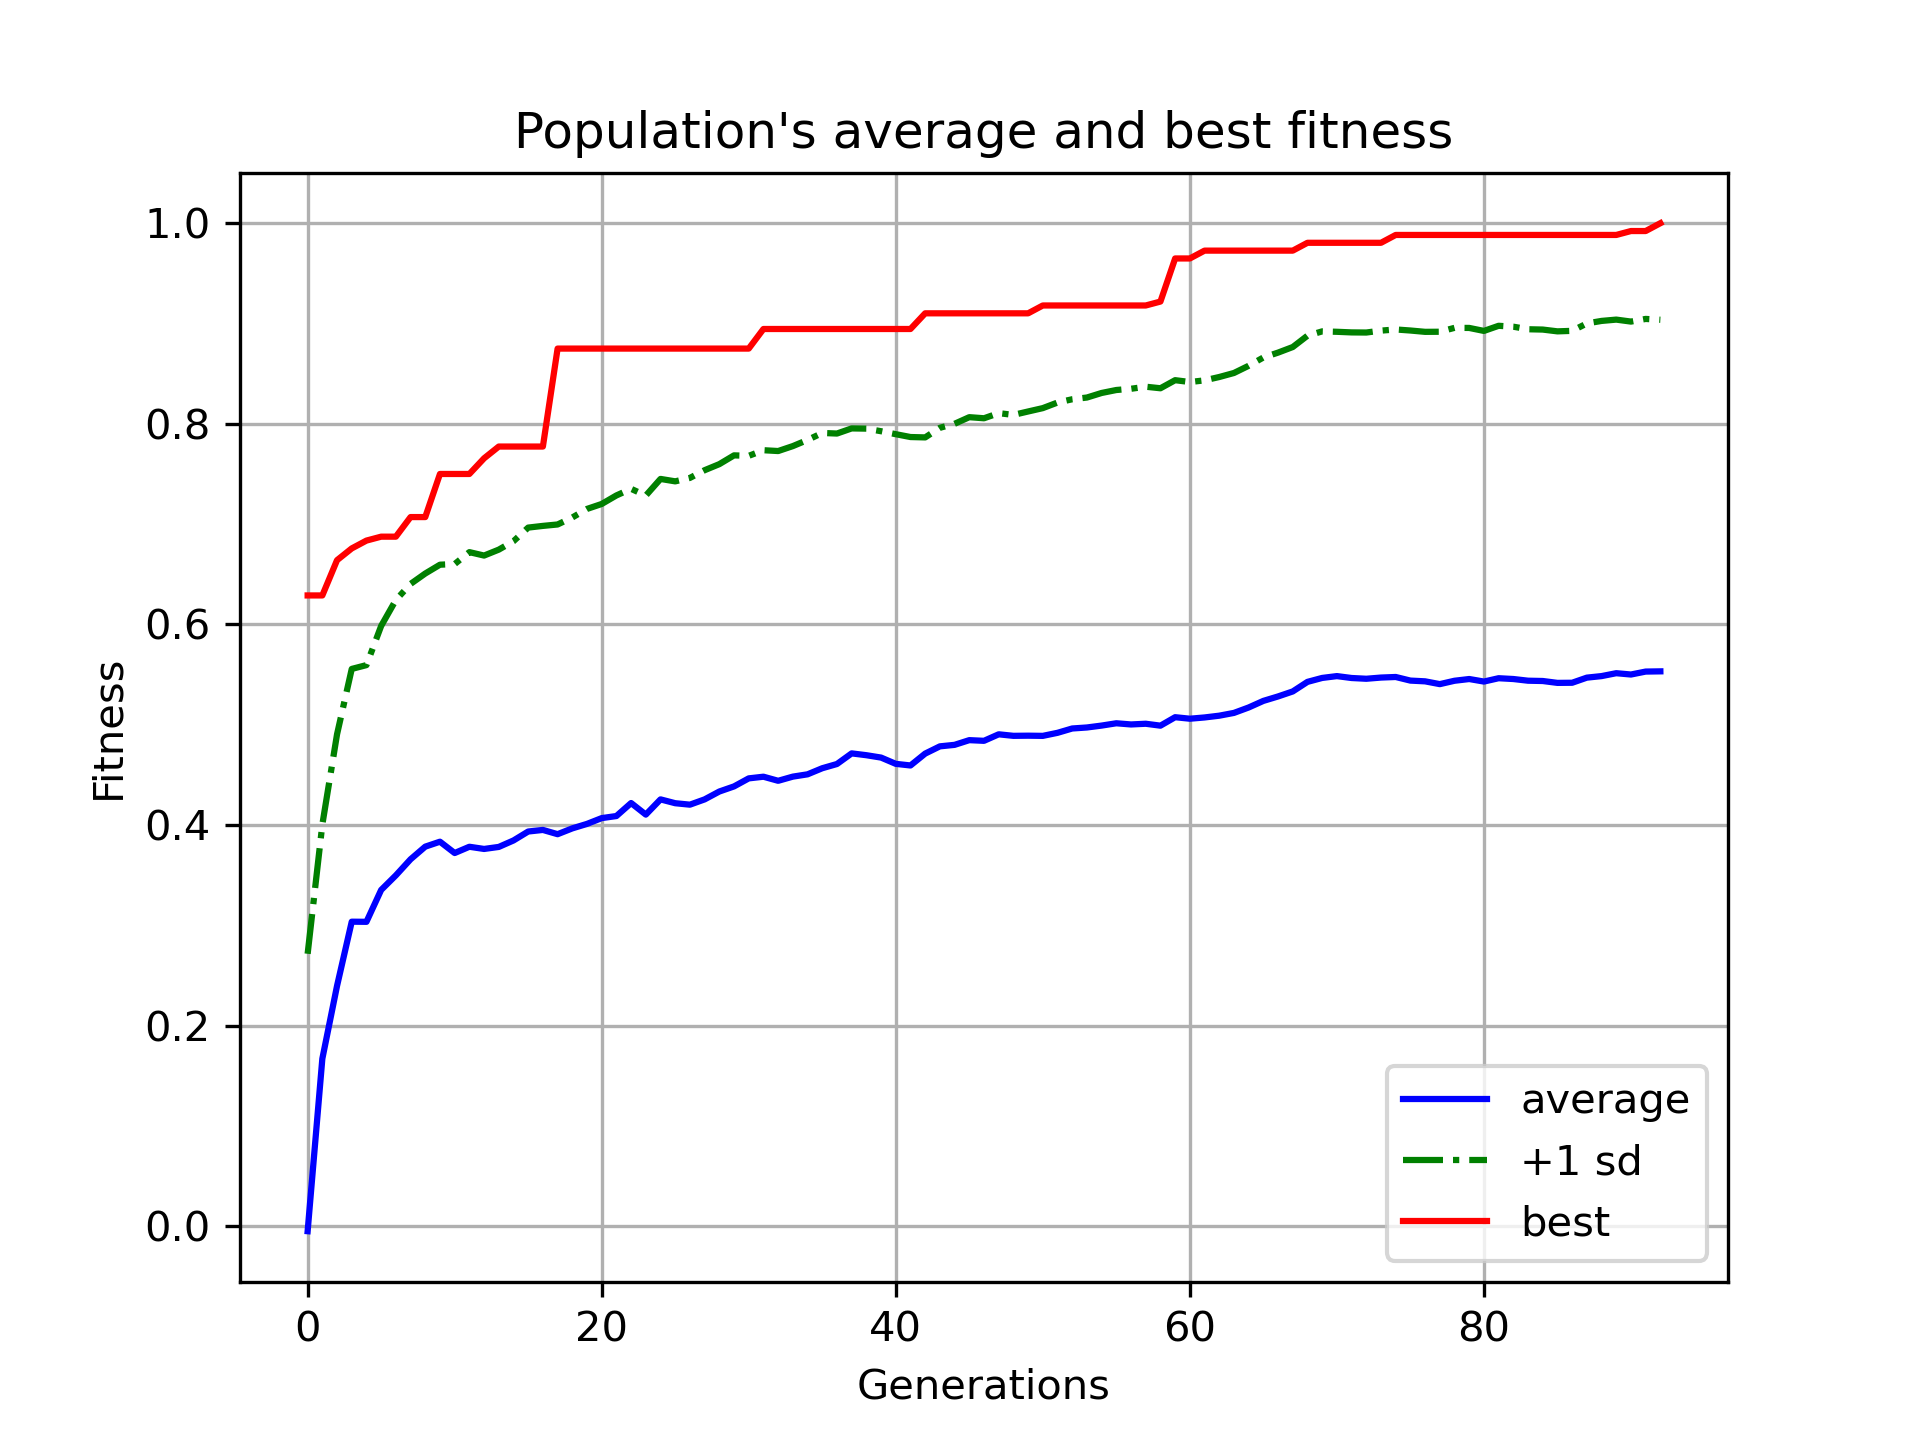 Population's average and best fitness
1.0
0.8
0.6
0.4
0.2
0.0
Fitness
0 20 40 60 80
Generations
average
+1 sd
best